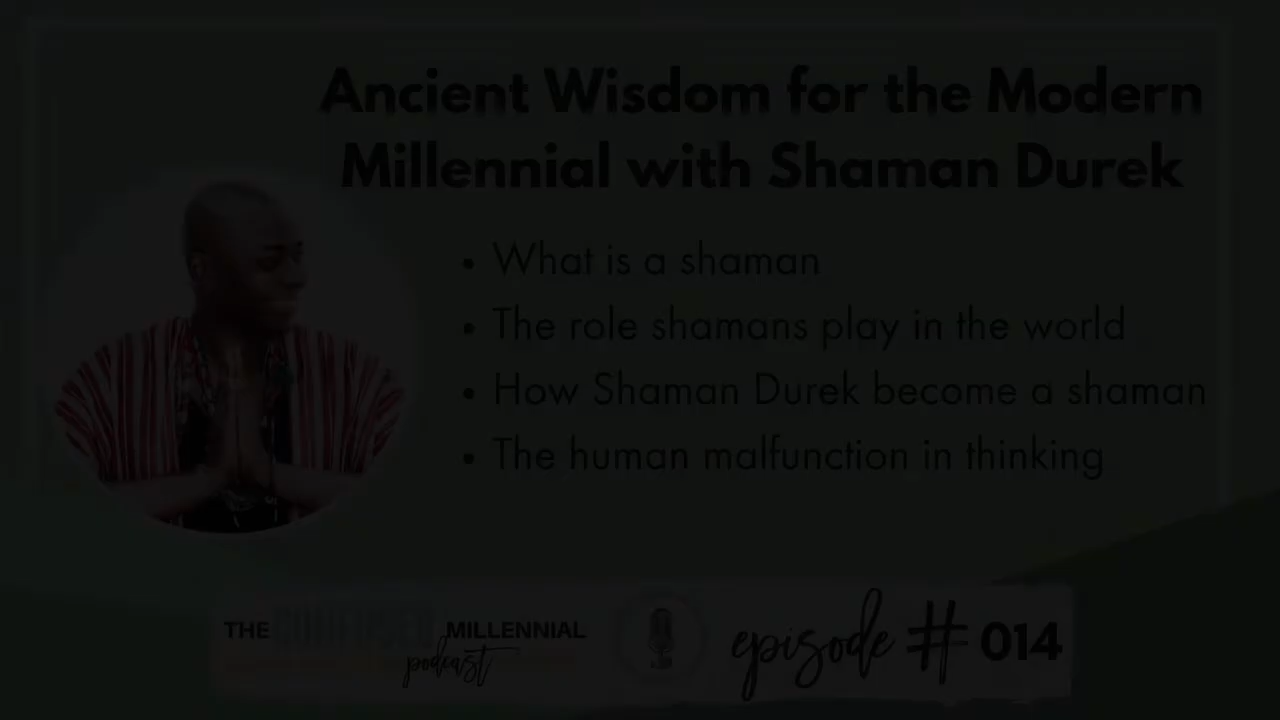 Ancient Wisdom for the Modern
Millennial with Shaman Durek
• What is a shaman
• The role shamans play in the world
• How Shaman Durek become a shaman
• The human malfunction in thinking
THE CONFUSED MILLENNIAL
podcast
episode # 014